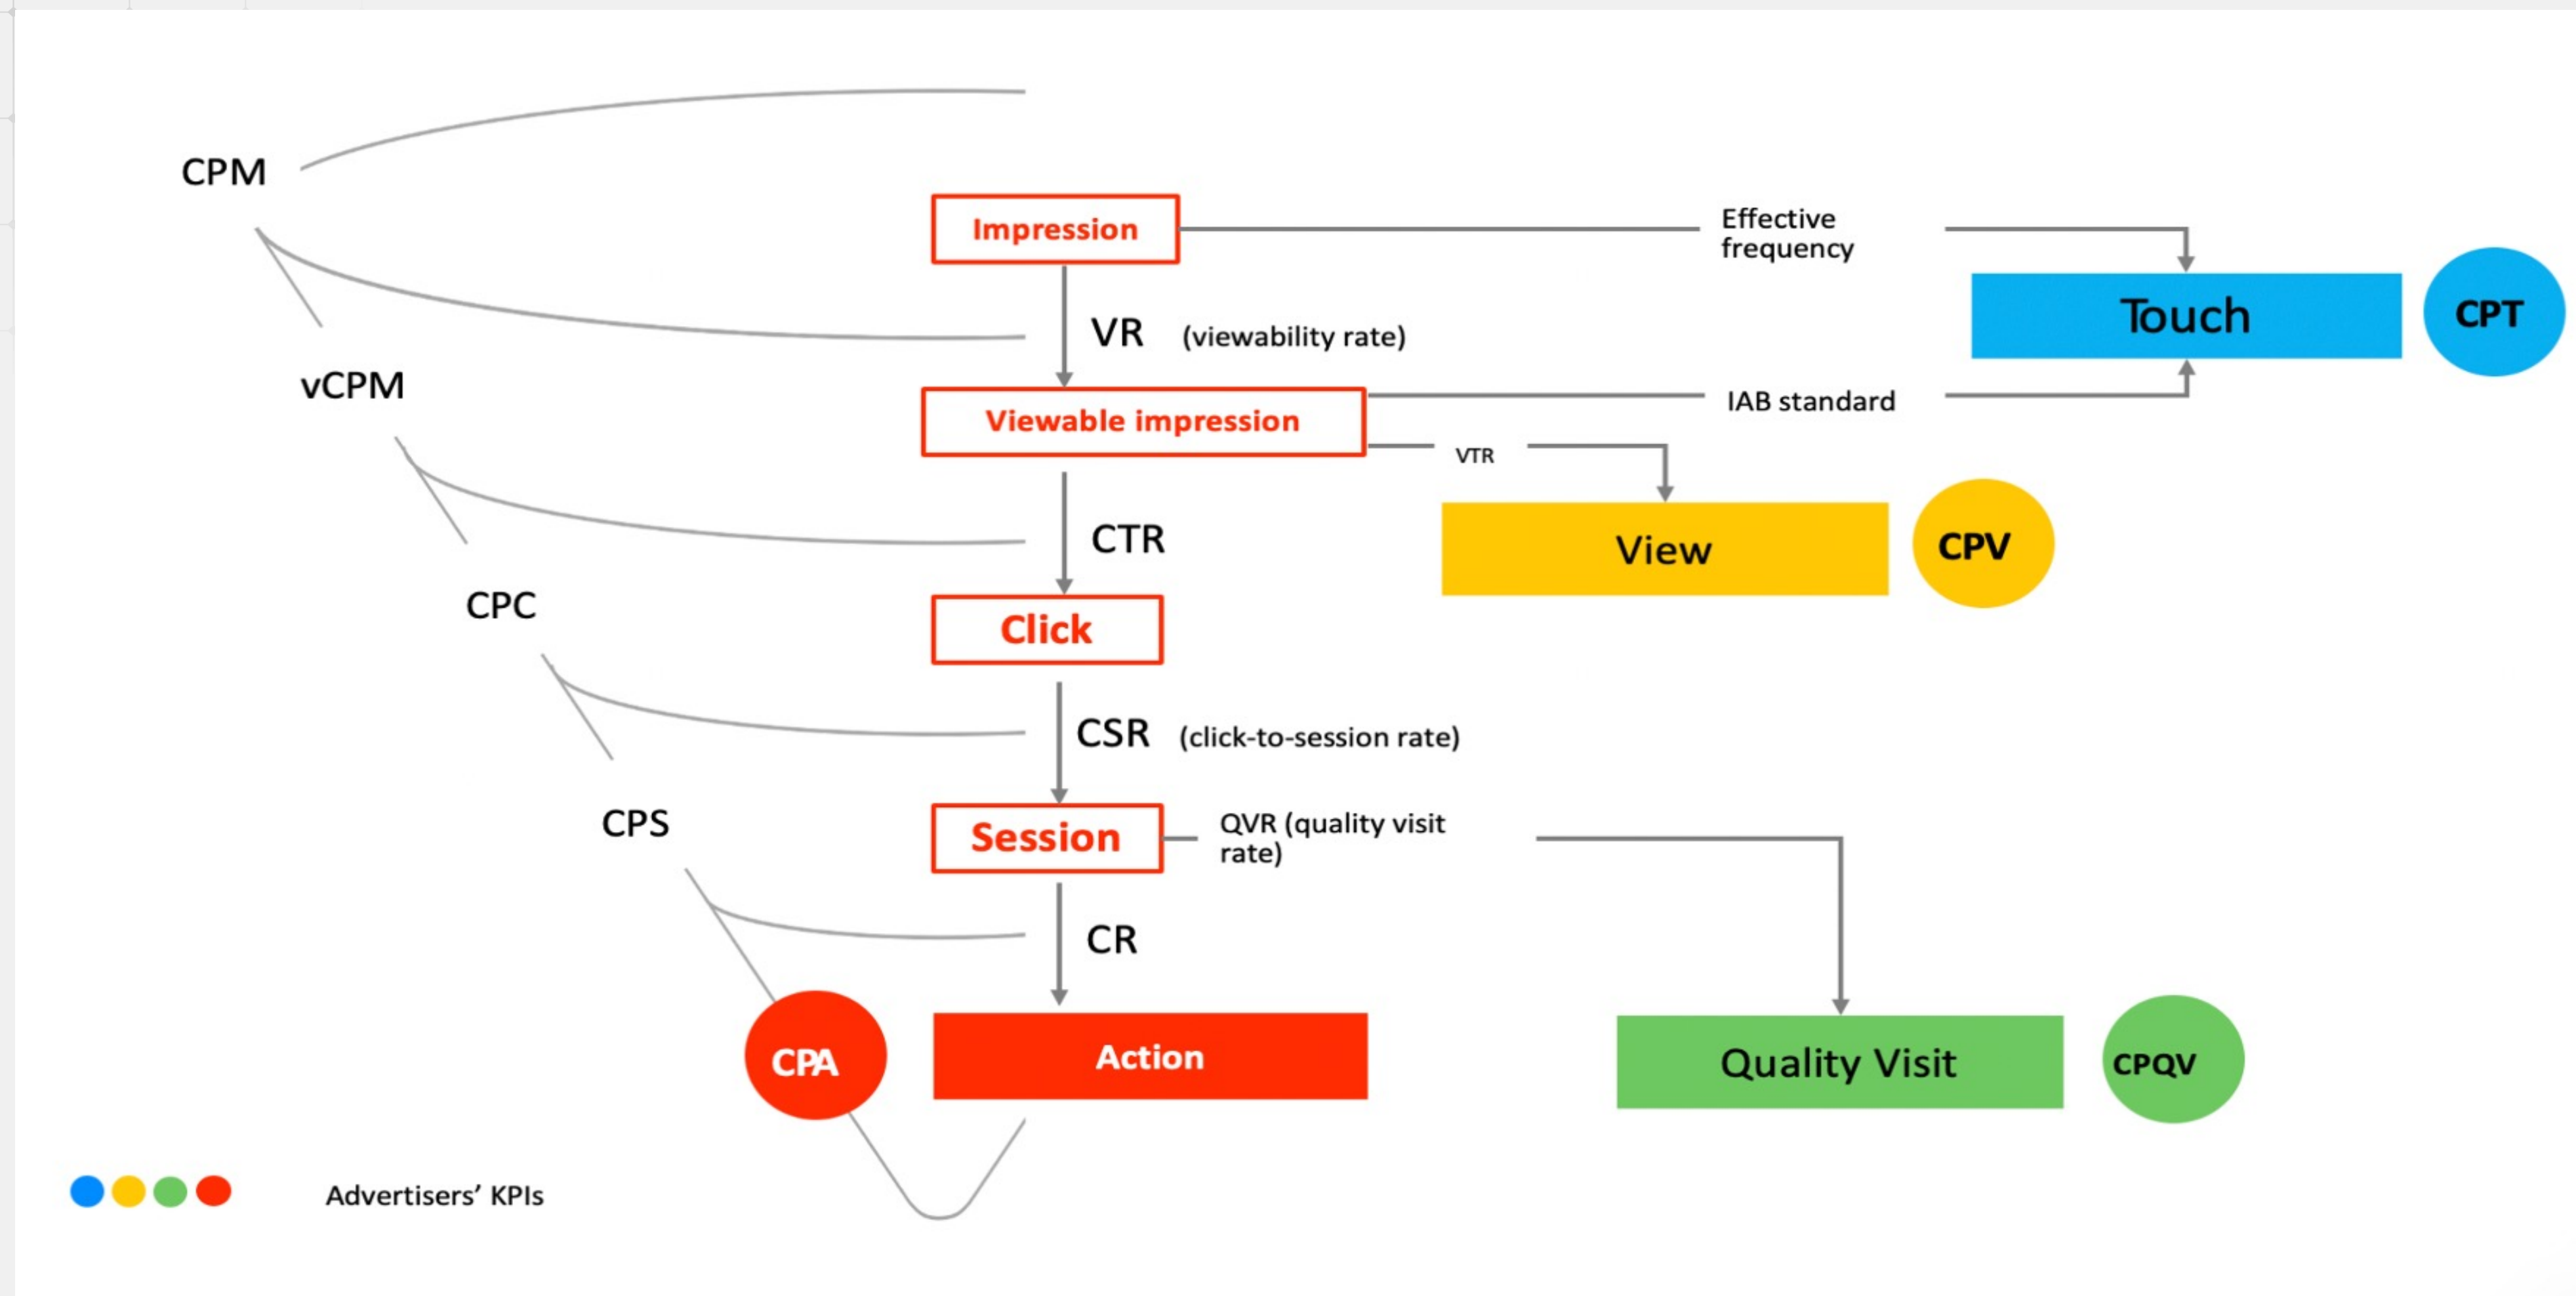 CPM
Impression
Effective
frequency
Touch
CPT
VR (viewability rate)
vCPM
Viewable impression
IAB standard
VTR
View
CPV
CTR
CPC
Click
CSR (click-to-session rate)
CPS
Session
QVR (quality visit
rate)
CR
CPA
Action
Quality Visit
CPQV
Advertisers’ KPIs